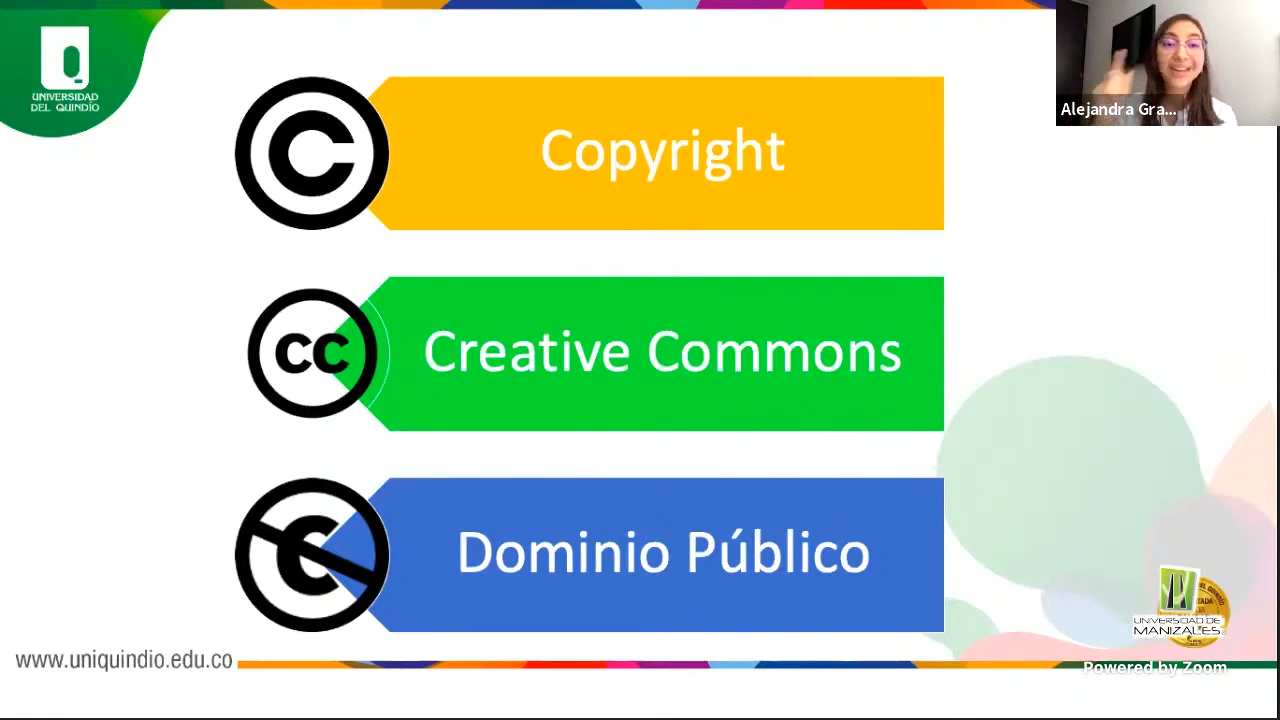 UNIVERSIDAD
DEL QUINDÍO
Alejandra Gra...
Copyright
Creative Commons
Dominio Público
UNIVERSIDAD DE
MANIZALES
www.uniquindio.edu.co
Powered by Zoom